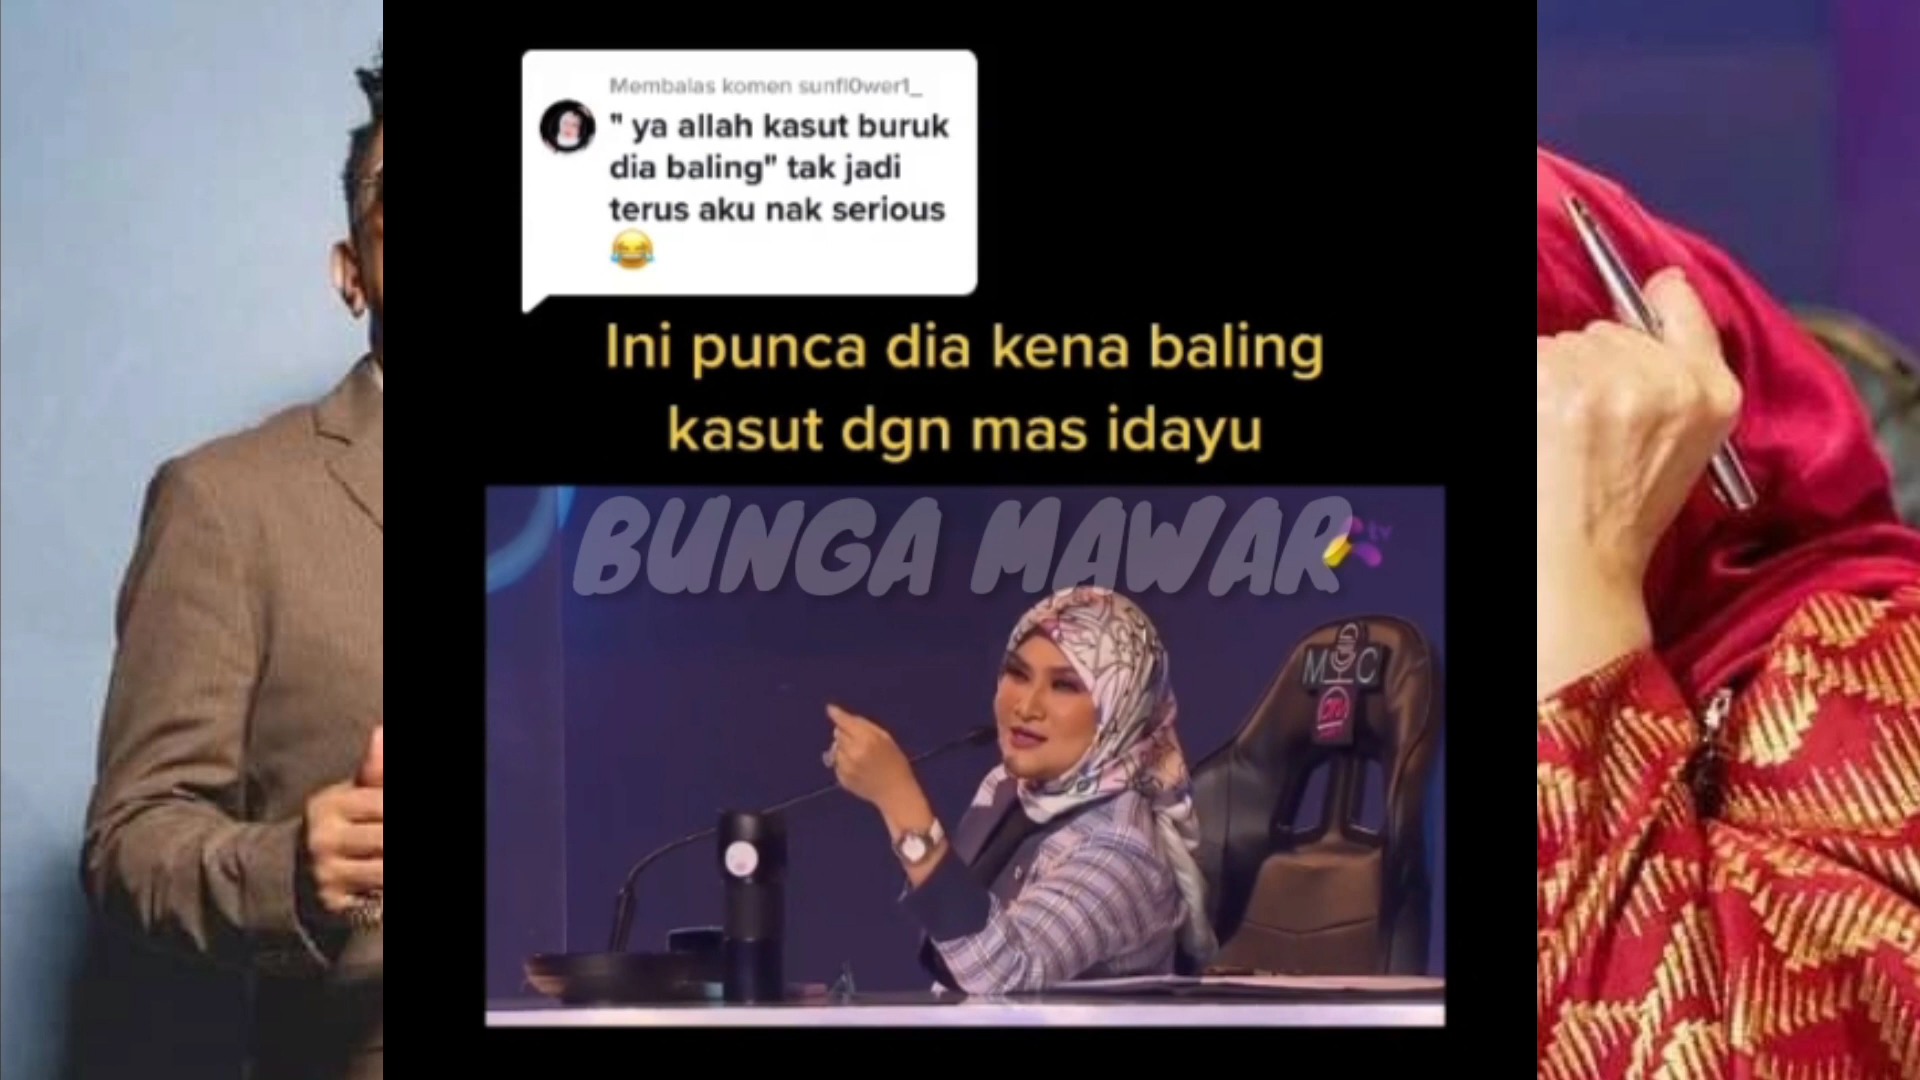 Membalas komen sunfl0wer1_
" ya allah kasut buruk
dia baling" tak jadi
terus aku nak serious
😂
Ini punca dia kena baling
kasut dgn mas idayu
BUNGA MAWAR
tv
M C